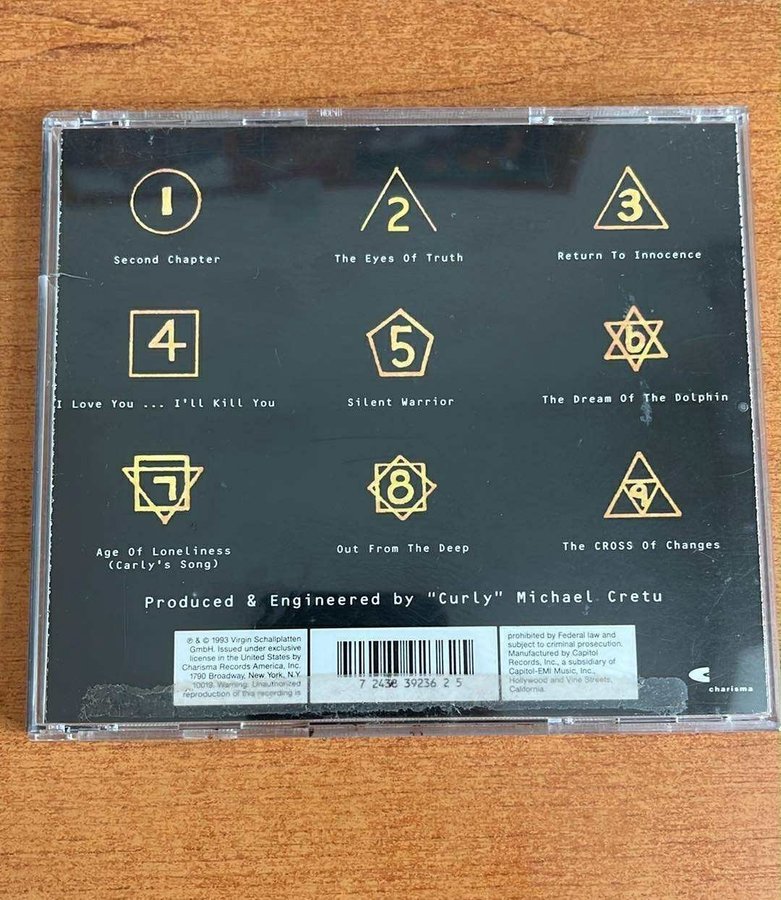 1
Second Chapter
2
The Eyes Of Truth
3
Return To Innocence
4
I Love You ... I'll Kill You
5
Silent Warrior
6
The Dream Of The Dolphin
7
Age Of Loneliness
(Carly's Song)
8
Out From The Deep
9
The CROSS Of Changes
Produced & Engineered by "Curly" Michael Cretu
℗ & © 1993 Virgin Schallplatten
GmbH. Issued under exclusive
license in the United States by
Charisma Records America, Inc.
1790 Broadway, New York, N.Y.
10019. Warning: Unauthorized
reproduction of this recording is
7 2438 39236 2 5
prohibited by Federal law and
subject to criminal prosecution.
Manufactured by Capitol
Records, Inc., a subsidiary of
Capitol-EMI Music, Inc.,
Hollywood and Vine Streets,
California.
charisma